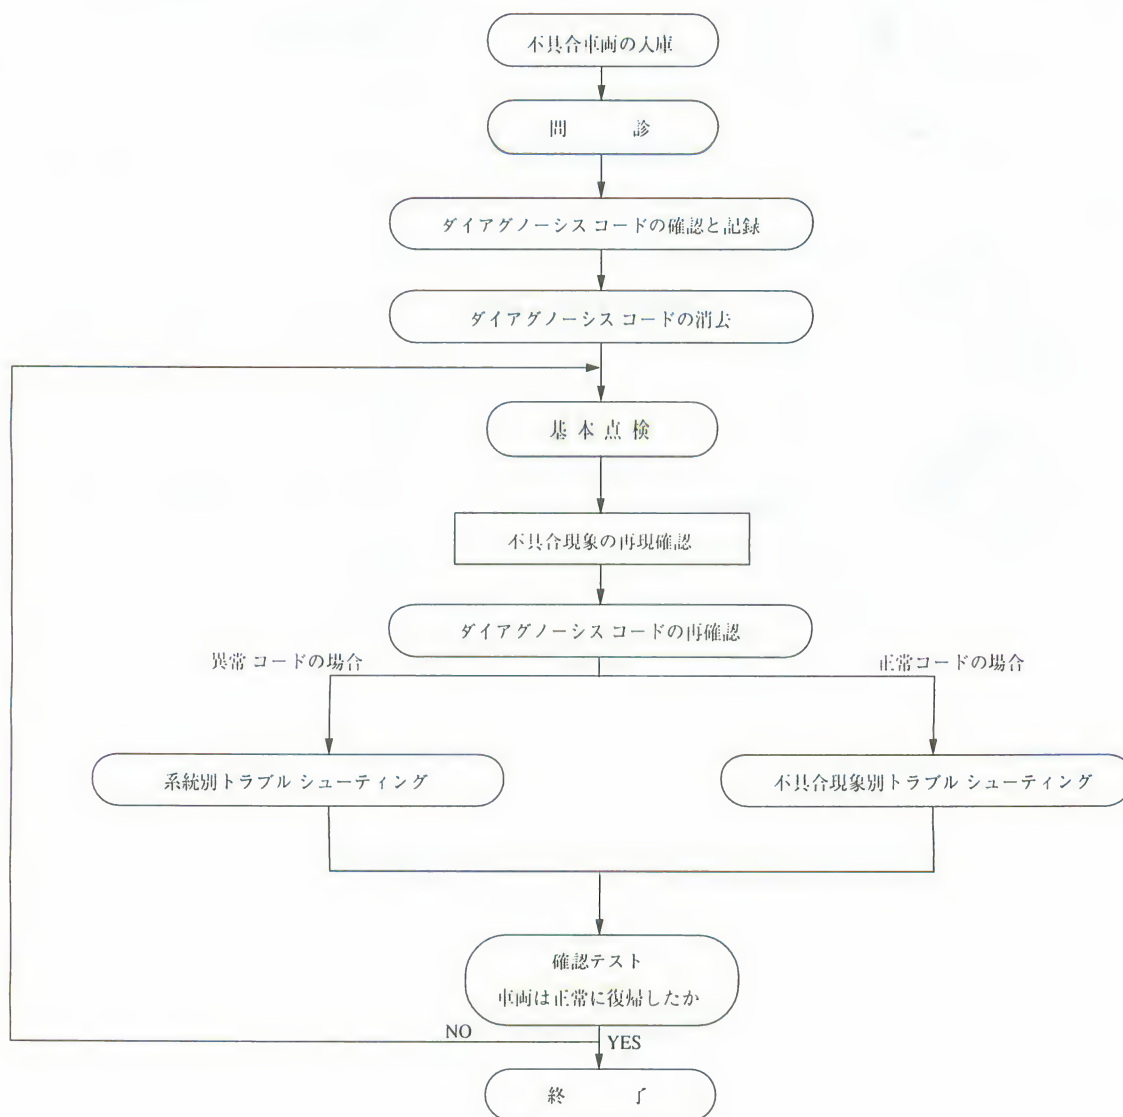 不具合車両の入庫
問　　診
ダイアグノーシス コードの確認と記録
ダイアグノーシス コードの消去
基 本 点 検
不具合現象の再現確認
ダイアグノーシス コードの再確認
異常 コードの場合
正常コードの場合
系統別トラブル シューティング
不具合現象別トラブル シューティング
確認テスト
車両は正常に復帰したか
NO
YES
終　　了